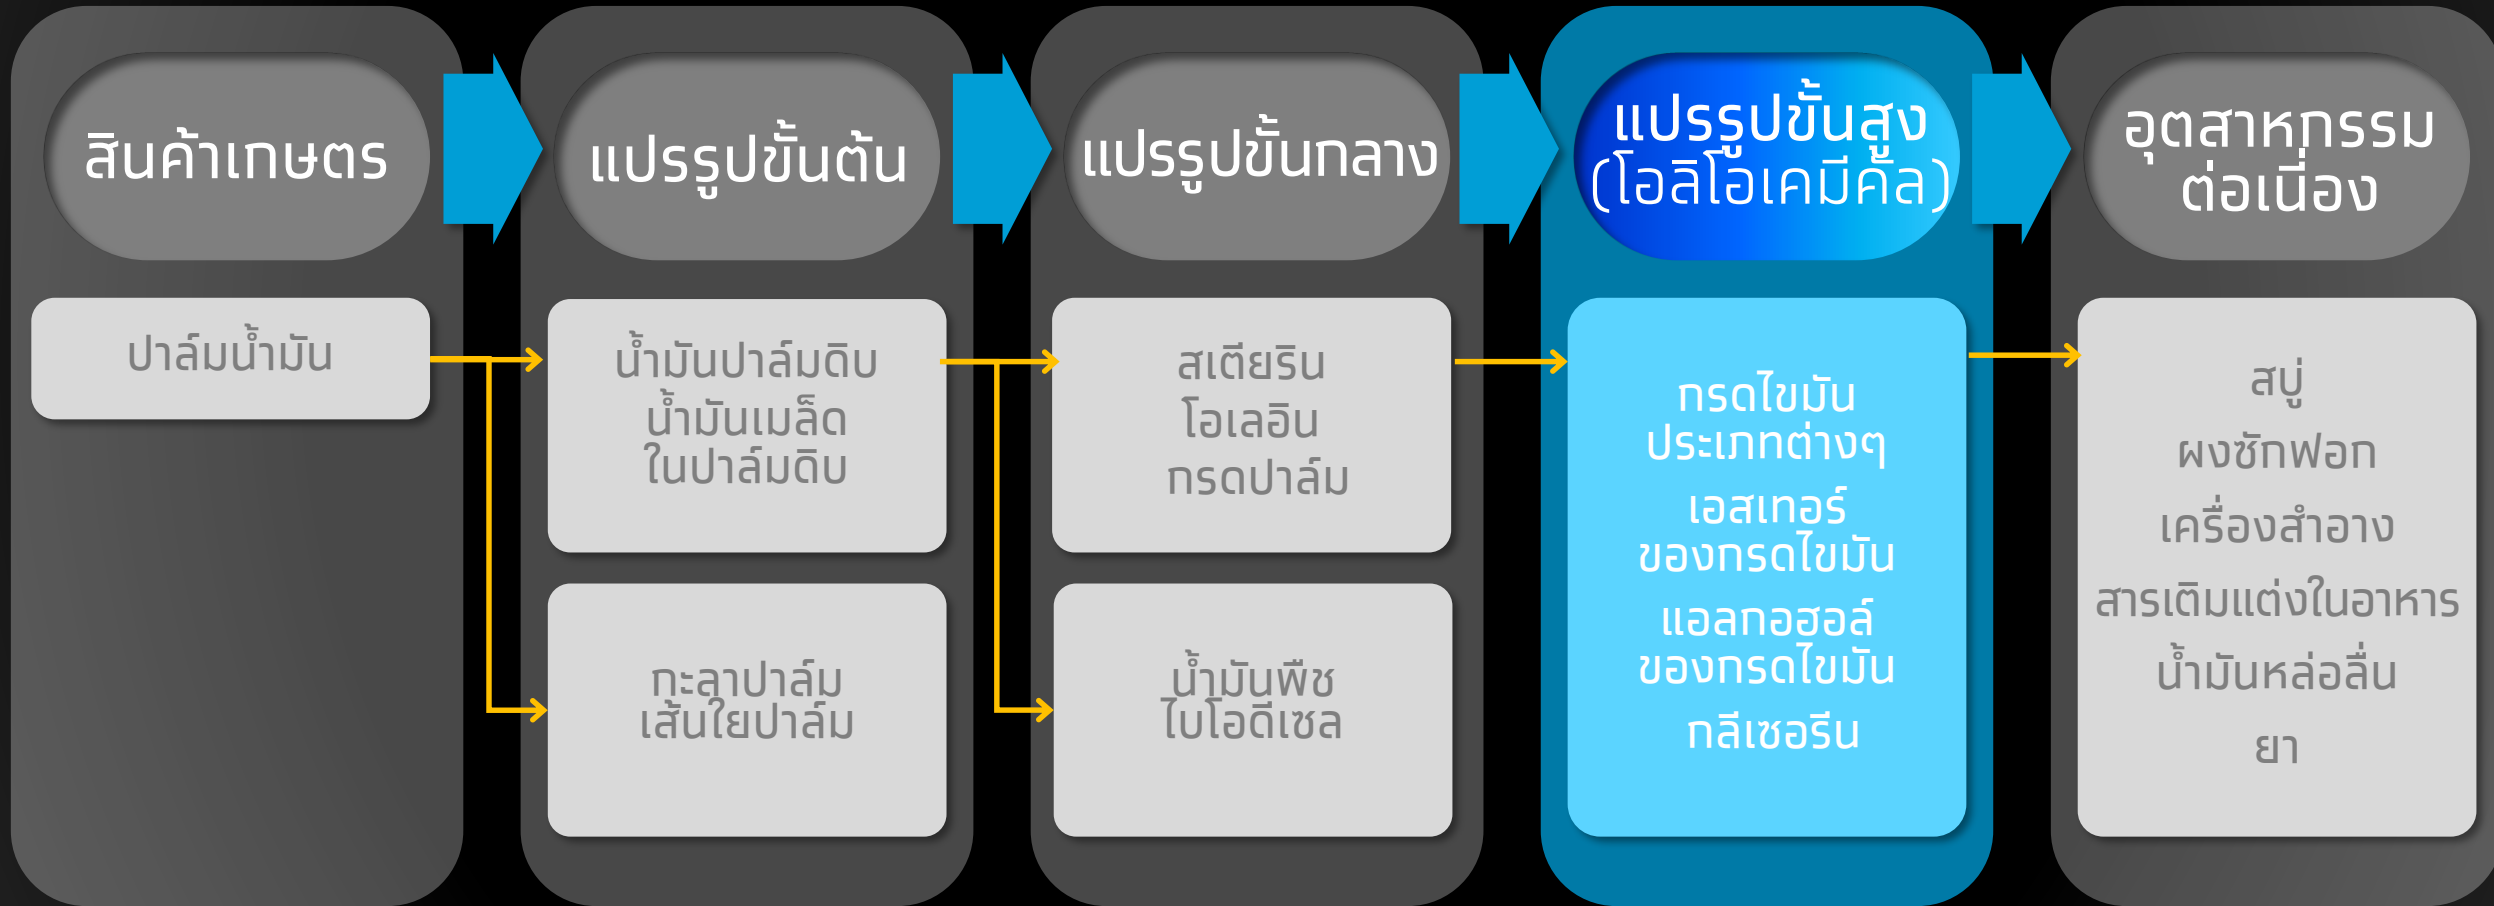 สินค้าเกษตร
ปาล์มน้ำมัน
แปรรูปขั้นต้น
น้ำมันปาล์มดิบ
น้ำมันเมล็ด
ในปาล์มดิบ
กะลาปาล์ม
เส้นใยปาล์ม
แปรรูปขั้นกลาง
สเตียริน
โอเลอิน
กรดปาล์ม
น้ำมันพืช
ไบโอดีเซล
แปรรูปขั้นสูง
(โอลิโอเคมีคัล)
กรดไขมัน
ประเภทต่างๆ
เอสเทอร์
ของกรดไขมัน
แอลกอฮอล์
ของกรดไขมัน
กลีเซอรีน
อุตสาหกรรม
ต่อเนื่อง
สบู่
ผงซักฟอก
เครื่องสำอาง
สารเติมแต่งในอาหาร
น้ำมันหล่อลื่น
ยา